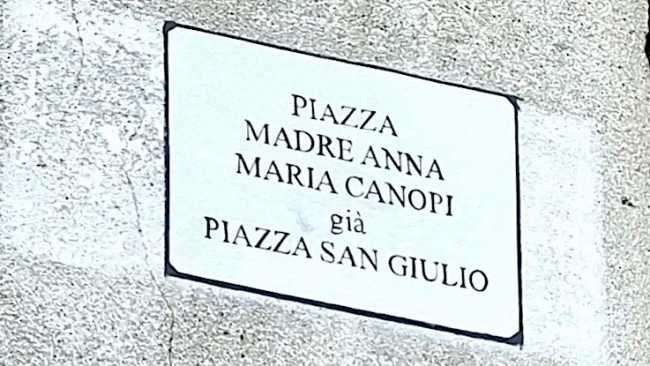 PIAZZA
MADRE ANNA
MARIA CANOPI
già
PIAZZA SAN GIULIO